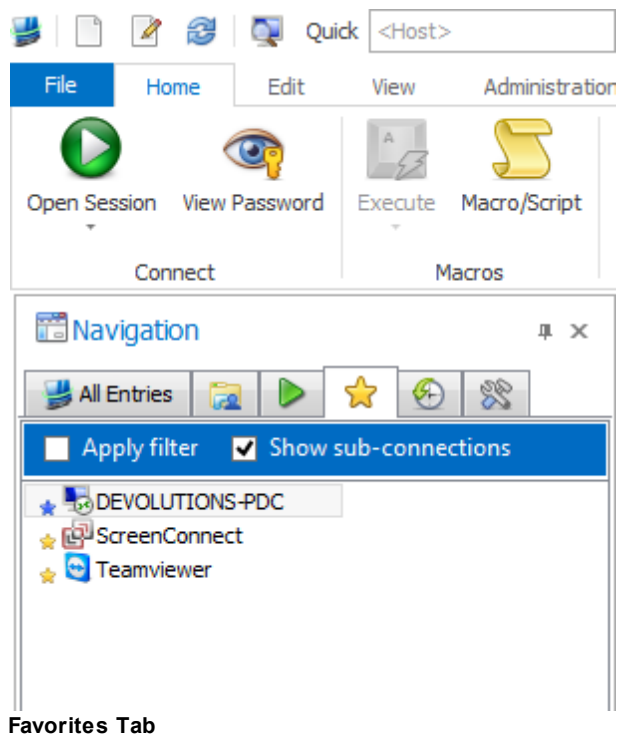 Quick <Host>
File Home Edit View Administration
A
Open Session View Password Execute Macro/Script
Connect Macros
Navigation
All Entries
Apply filter Show sub-connections
DEVOLUTIONS-PDC
ScreenConnect
Teamviewer
Favorites Tab